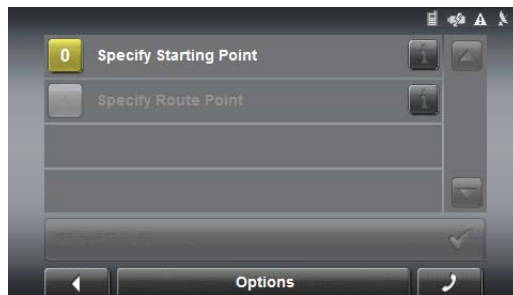 0 Specify Starting Point i
Specify Route Point i
Options